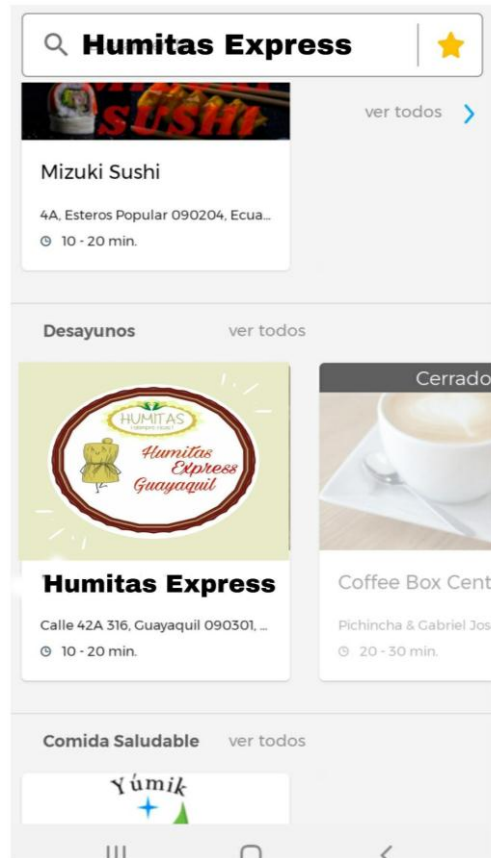 Humitas Express
SUSHI
ver todos
Mizuki Sushi
4A, Esteros Popular 090204, Ecua...
10 - 20 min.
Desayunos ver todos
Cerrado
HUMITAS
Humitas
Express
Guayaquil
Humitas Express
Coffee Box Cent
Calle 42A 316, Guayaquil 090301, ...
Pichincha & Gabriel Jos
10 - 20 min.
20 - 30 min.
Comida Saludable ver todos
Yúmik